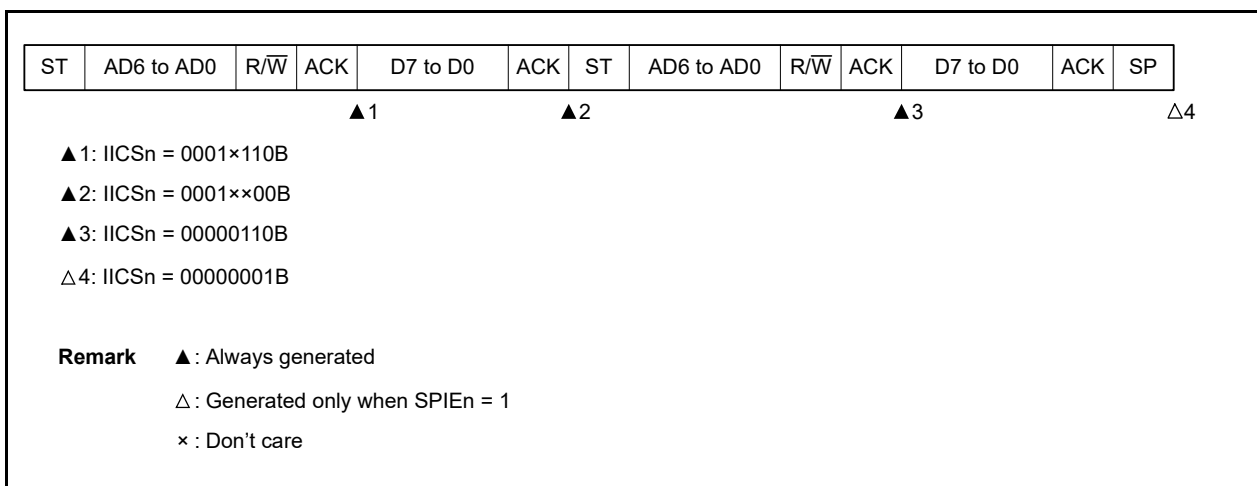 ST AD6 to AD0 R/W̅ ACK D7 to D0 ACK ST AD6 to AD0 R/W̅ ACK D7 to D0 ACK SP
▲1 ▲2 ▲3 △4
▲1: IICSn = 0001×110B
▲2: IICSn = 0001××00B
▲3: IICSn = 00000110B
△4: IICSn = 00000001B
Remark ▲: Always generated
△: Generated only when SPIEn = 1
×: Don't care